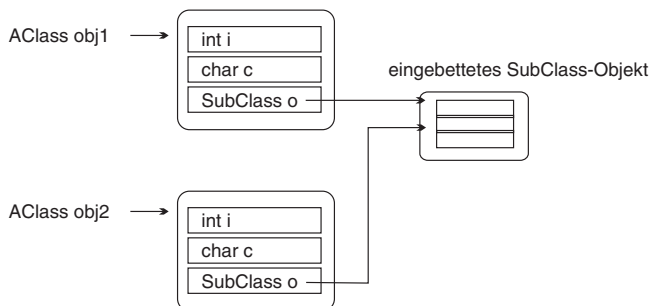 AClass obj1
int i
char c
SubClass o
eingebettetes SubClass-Objekt
AClass obj2
int i
char c
SubClass o